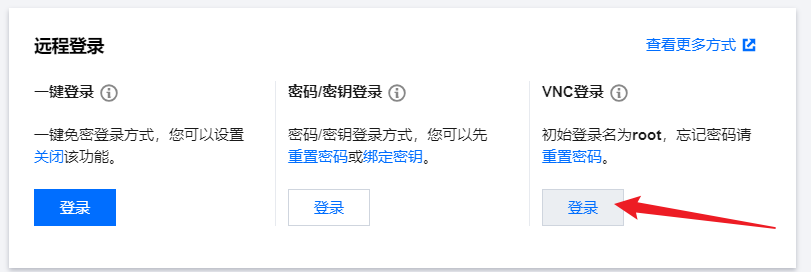 远程登录
查看更多方式
一键登录
一键免密登录方式，您可以设置
关闭该功能。
登录
密码/密钥登录
密码/密钥登录方式，您可以先
重置密码或绑定密钥。
登录
VNC登录
初始登录名为root，忘记密码请
重置密码。
登录